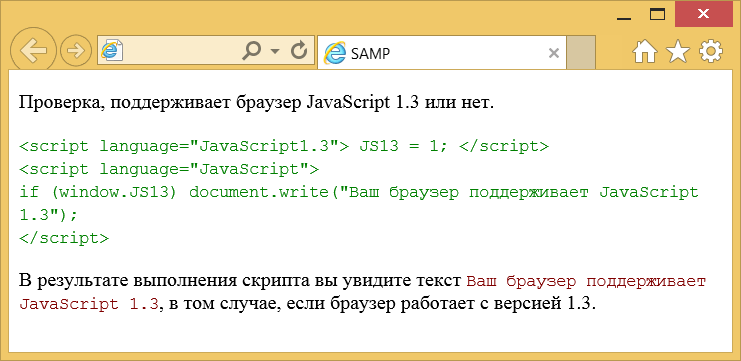 SAMP
Проверка, поддерживает браузер JavaScript 1.3 или нет.
<script language="JavaScript1.3"> JS13 = 1; </script>
<script language="JavaScript">
if (window.JS13) document.write("Ваш браузер поддерживает JavaScript
1.3");
</script>
В результате выполнения скрипта вы увидите текст Ваш браузер поддерживает
JavaScript 1.3, в том случае, если браузер работает с версией 1.3.